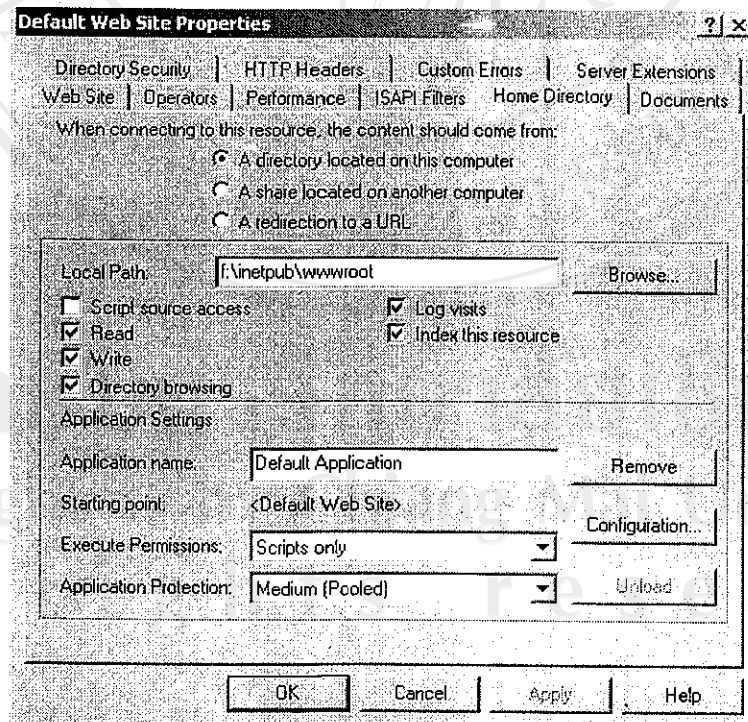 Default Web Site Properties
Directory Security HTTP Headers Custom Errors Server Extensions
Web Site Operators Performance ISAPI Filters Home Directory Documents
When connecting to this resource, the content should come from:
A directory located on this computer
A share located on another computer
A redirection to a URL
Local Path: f:\inetpub\wwwroot Browse...
Script source access Log visits
Read Index this resource
Write
Directory browsing
Application Settings
Application name: Default Application Remove
Starting point: <Default Web Site>
Configuration...
Execute Permissions: Scripts only
Application Protection: Medium (Pooled) Unload
OK Cancel Apply Help